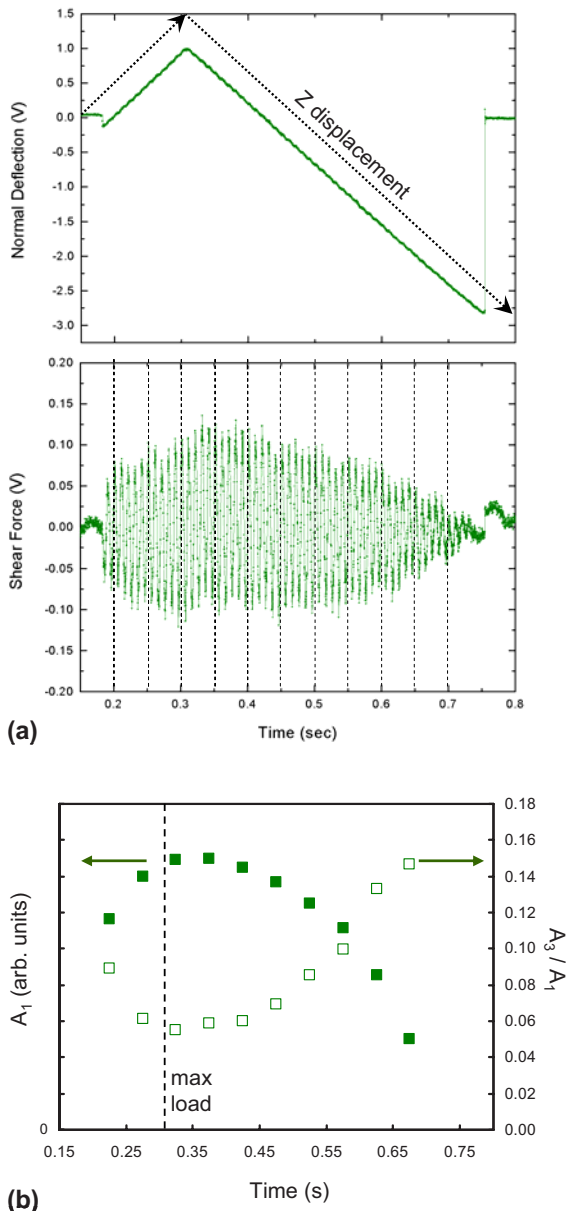 1.5
1.0
0.5
0.0
-0.5
-1.0
-1.5
-2.0
-2.5
-3.0
Normal Deflection (V)
Z displacement
0.20
0.15
0.10
0.05
0.00
-0.05
-0.10
-0.15
-0.20
Shear Force (V)
0.2 0.3 0.4 0.5 0.6 0.7 0.8
Time (sec)
(a)
0.18
0.16
0.14
0.12
0.10
0.08
0.06
0.04
0.02
0.00
A₁ (arb. units)
A₃ / A₁
max
load
0
0.15 0.25 0.35 0.45 0.55 0.65 0.75
Time (s)
(b)